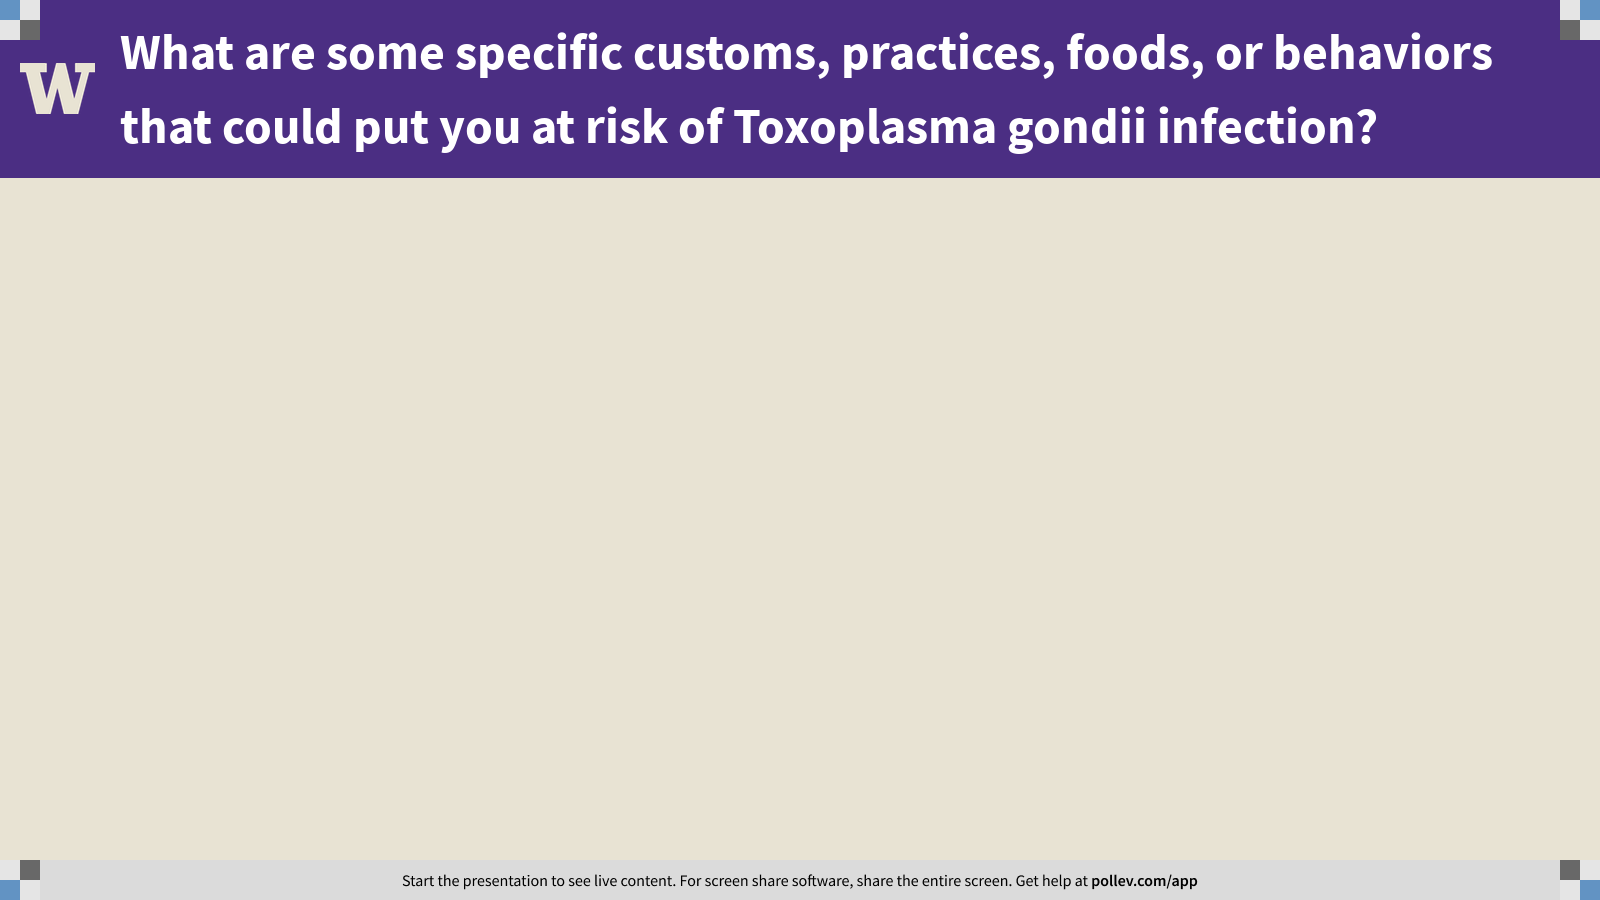 What are some specific customs, practices, foods, or behaviors
W
that could put you at risk of Toxoplasma gondii infection?
Start the presentation to see live content. For screen share software, share the entire screen. Get help at pollev.com/app